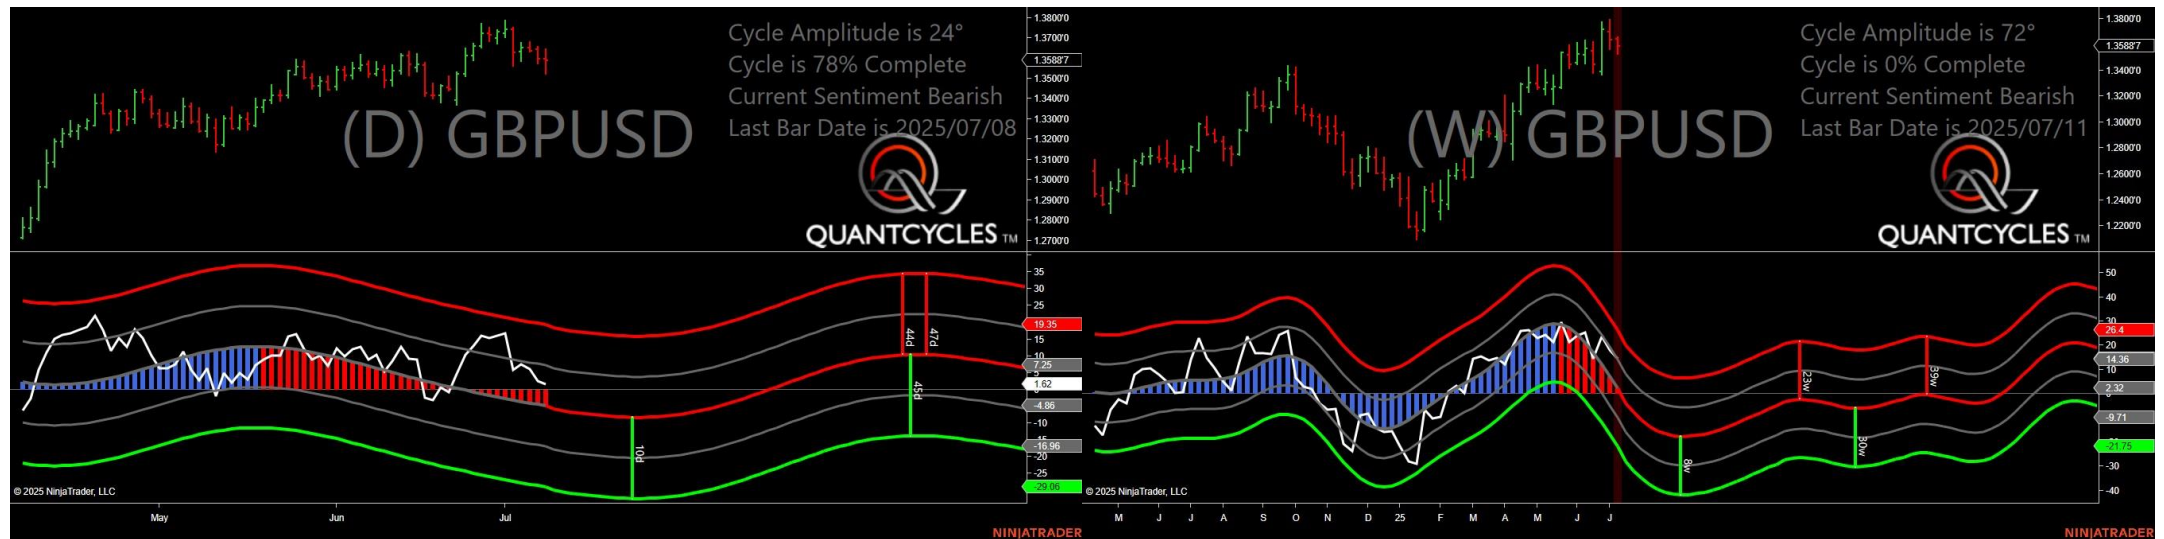 Cycle Amplitude is 24°
Cycle is 78% Complete
Current Sentiment Bearish
Last Bar Date is 2025/07/08
(D) GBPUSD
QUANTCYCLES TM
1.3800'0
1.3700'0
1.3588'7
1.3500'0
1.3400'0
1.3300'0
1.3200'0
1.3100'0
1.3000'0
1.2900'0
1.2800'0
1.2700'0
35
30
25
19.35
15
10
7.25
5
1.62
-4.86
-10
-16.96
-20
-25
-29.06
10d
44d
47d
45d
© 2025 NinjaTrader, LLC
May
Jun
Jul
NINJATRADER
Cycle Amplitude is 72°
Cycle is 0% Complete
Current Sentiment Bearish
Last Bar Date is 2025/07/11
(W) GBPUSD
QUANTCYCLES TM
1.3800'0
1.3588'7
1.3400'0
1.3200'0
1.3000'0
1.2800'0
1.2600'0
1.2400'0
1.2200'0
50
40
30
26.4
20
14.36
10
2.32
-9.71
-21.75
-30
-40
8w
23w
30w
39w
© 2025 NinjaTrader, LLC
M
J
J
A
S
O
N
D
25
F
M
A
M
J
J
NINJATRADER